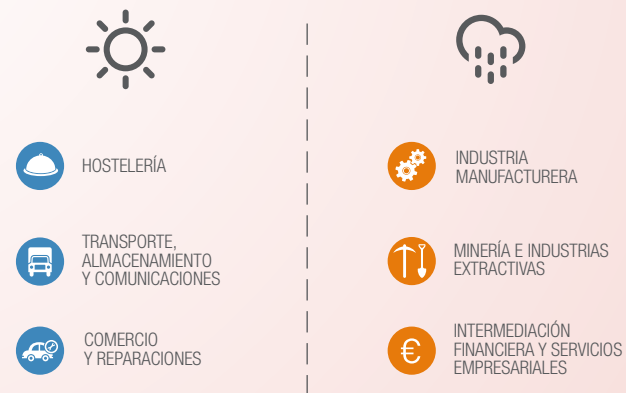 HOSTELERÍA
TRANSPORTE,
ALMACENAMIENTO
Y COMUNICACIONES
COMERCIO
Y REPARACIONES
INDUSTRIA
MANUFACTURERA
MINERÍA E INDUSTRIAS
EXTRACTIVAS
€
INTERMEDIACIÓN
FINANCIERA Y SERVICIOS
EMPRESARIALES